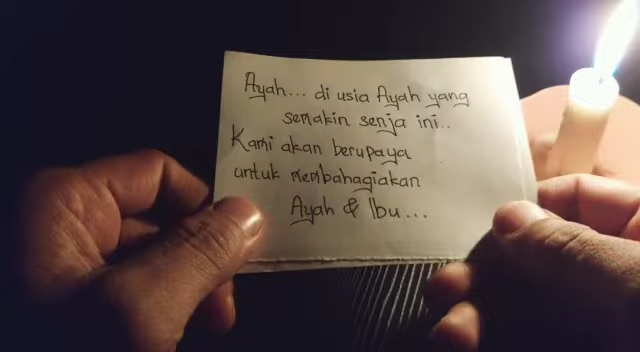 Ayah... di usia Ayah yang
semakin senja ini..
Kami akan berupaya
untuk membahagiakan
Ayah & Ibu...